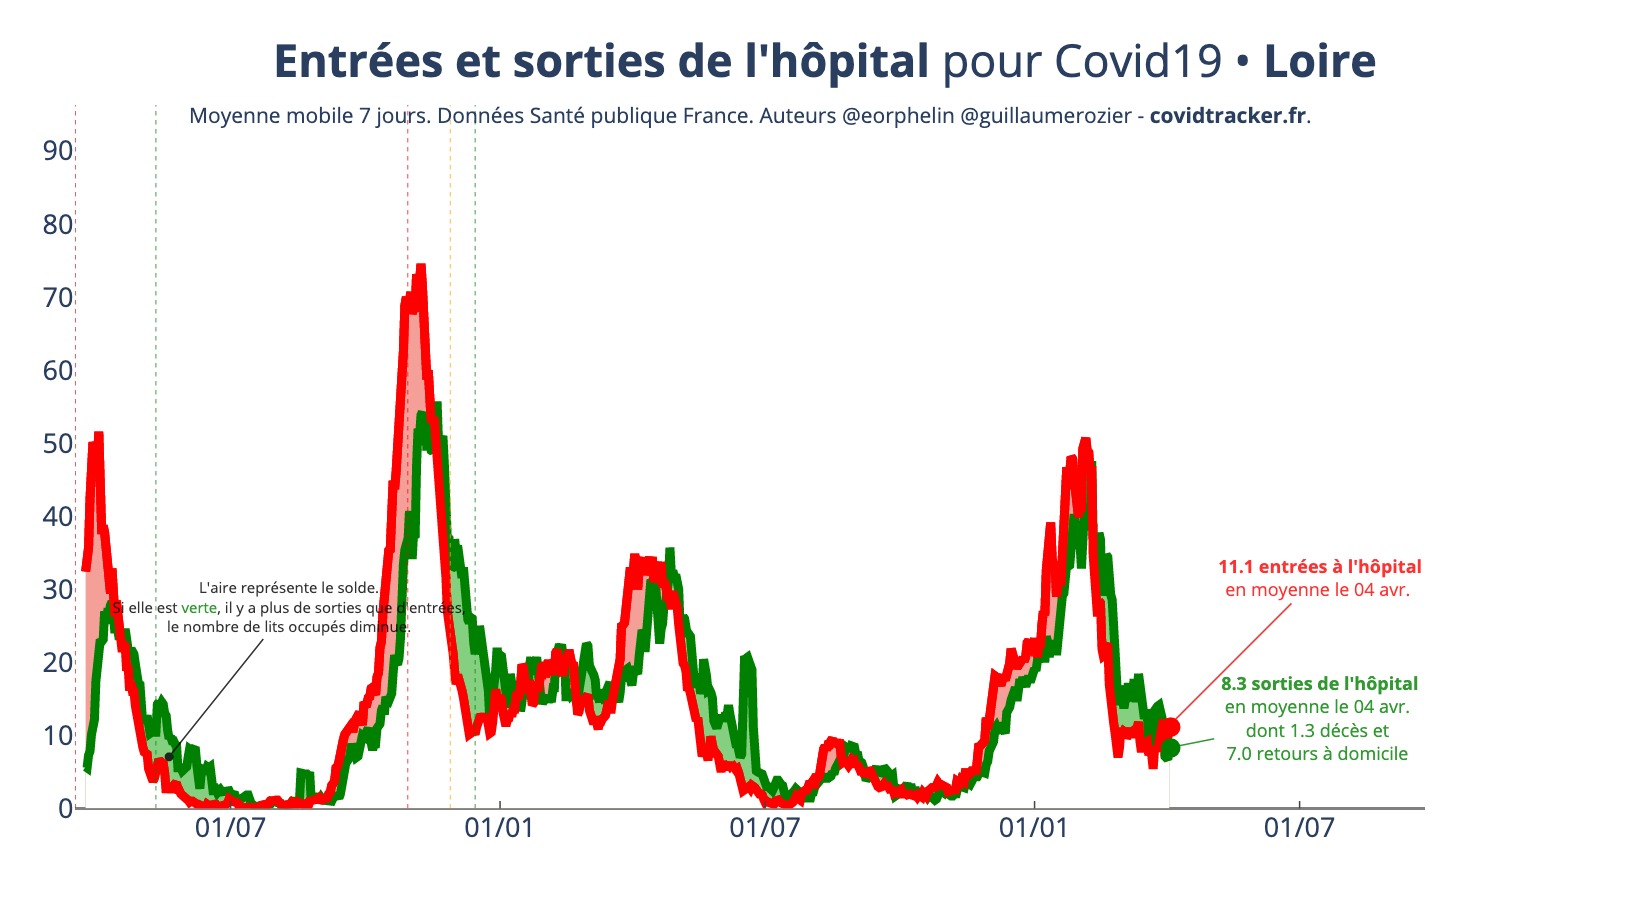 Entrées et sorties de l'hôpital pour Covid19 • Loire
Moyenne mobile 7 jours. Données Santé publique France. Auteurs @eorphelin @guillaumerozier - covidtracker.fr.
90
80
70
60
50
40
30
20
10
0
L'aire représente le solde.
Si elle est verte, il y a plus de sorties que d'entrées,
le nombre de lits occupés diminue.
11.1 entrées à l'hôpital
en moyenne le 04 avr.
8.3 sorties de l'hôpital
en moyenne le 04 avr.
dont 1.3 décès et
7.0 retours à domicile
01/07
01/01
01/07
01/01
01/07